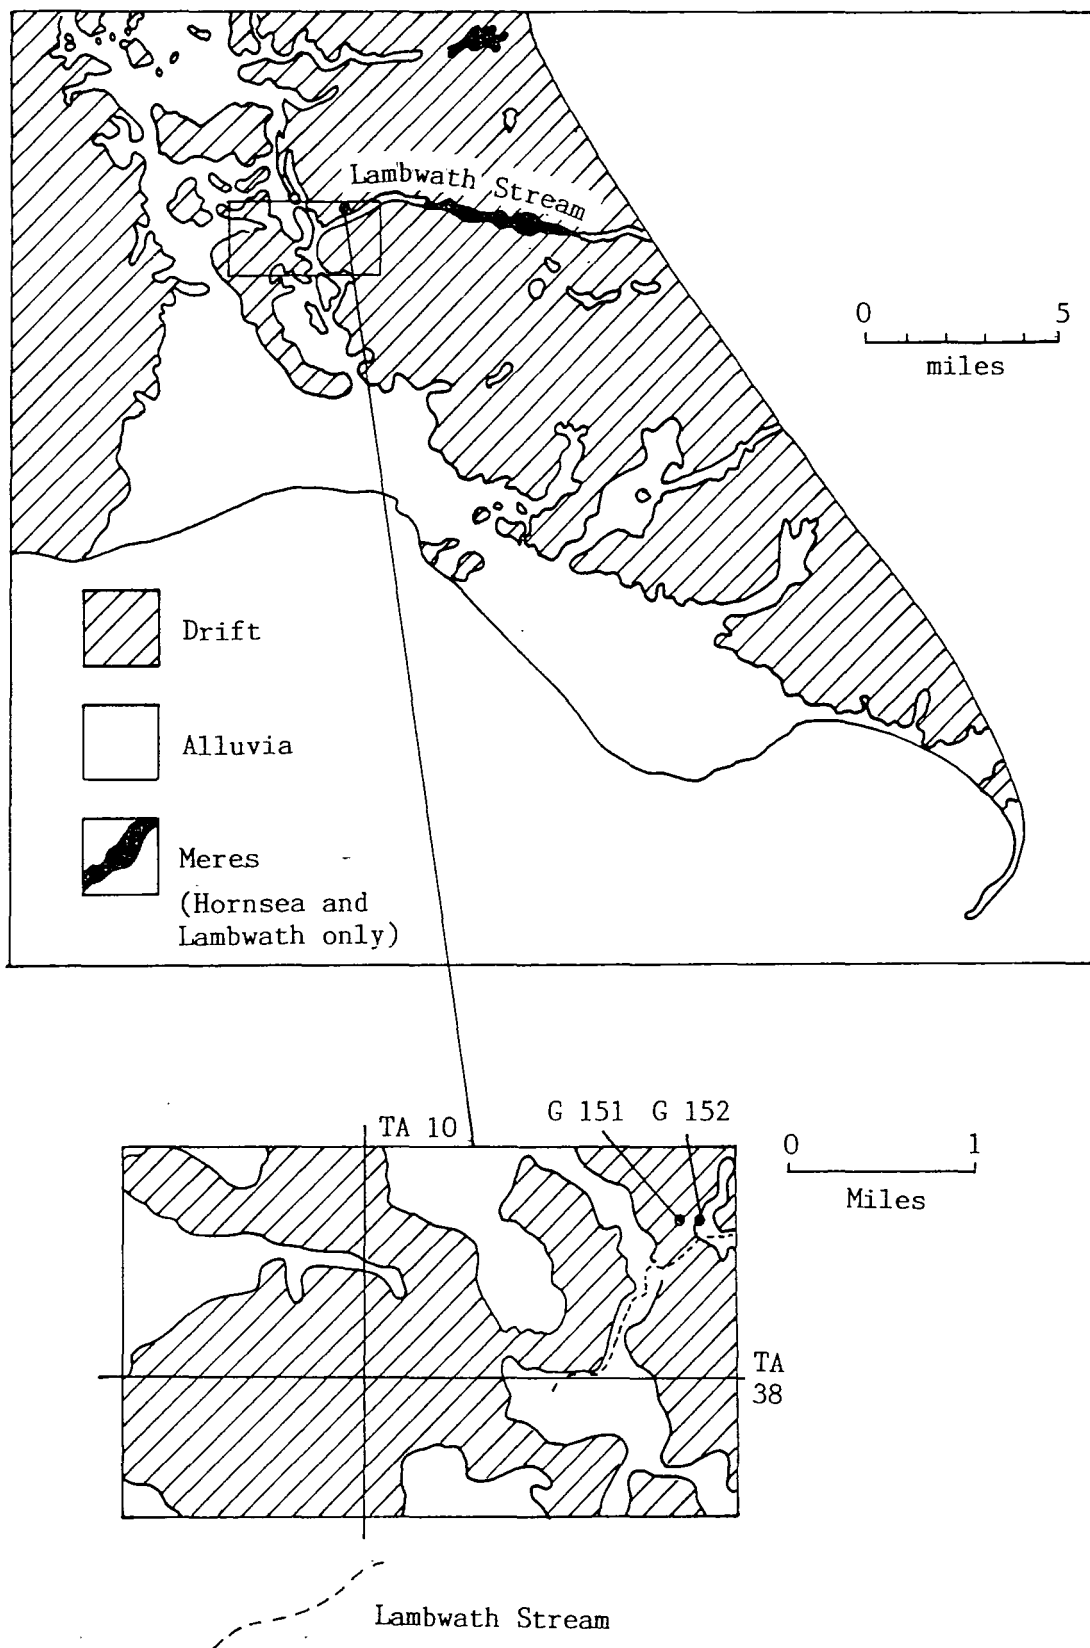 Lambwath Stream
0 5
miles
Drift
Alluvia
Meres
(Hornsea and
Lambwath only)
TA 10
G 151 G 152
0 1
Miles
TA
38
Lambwath Stream